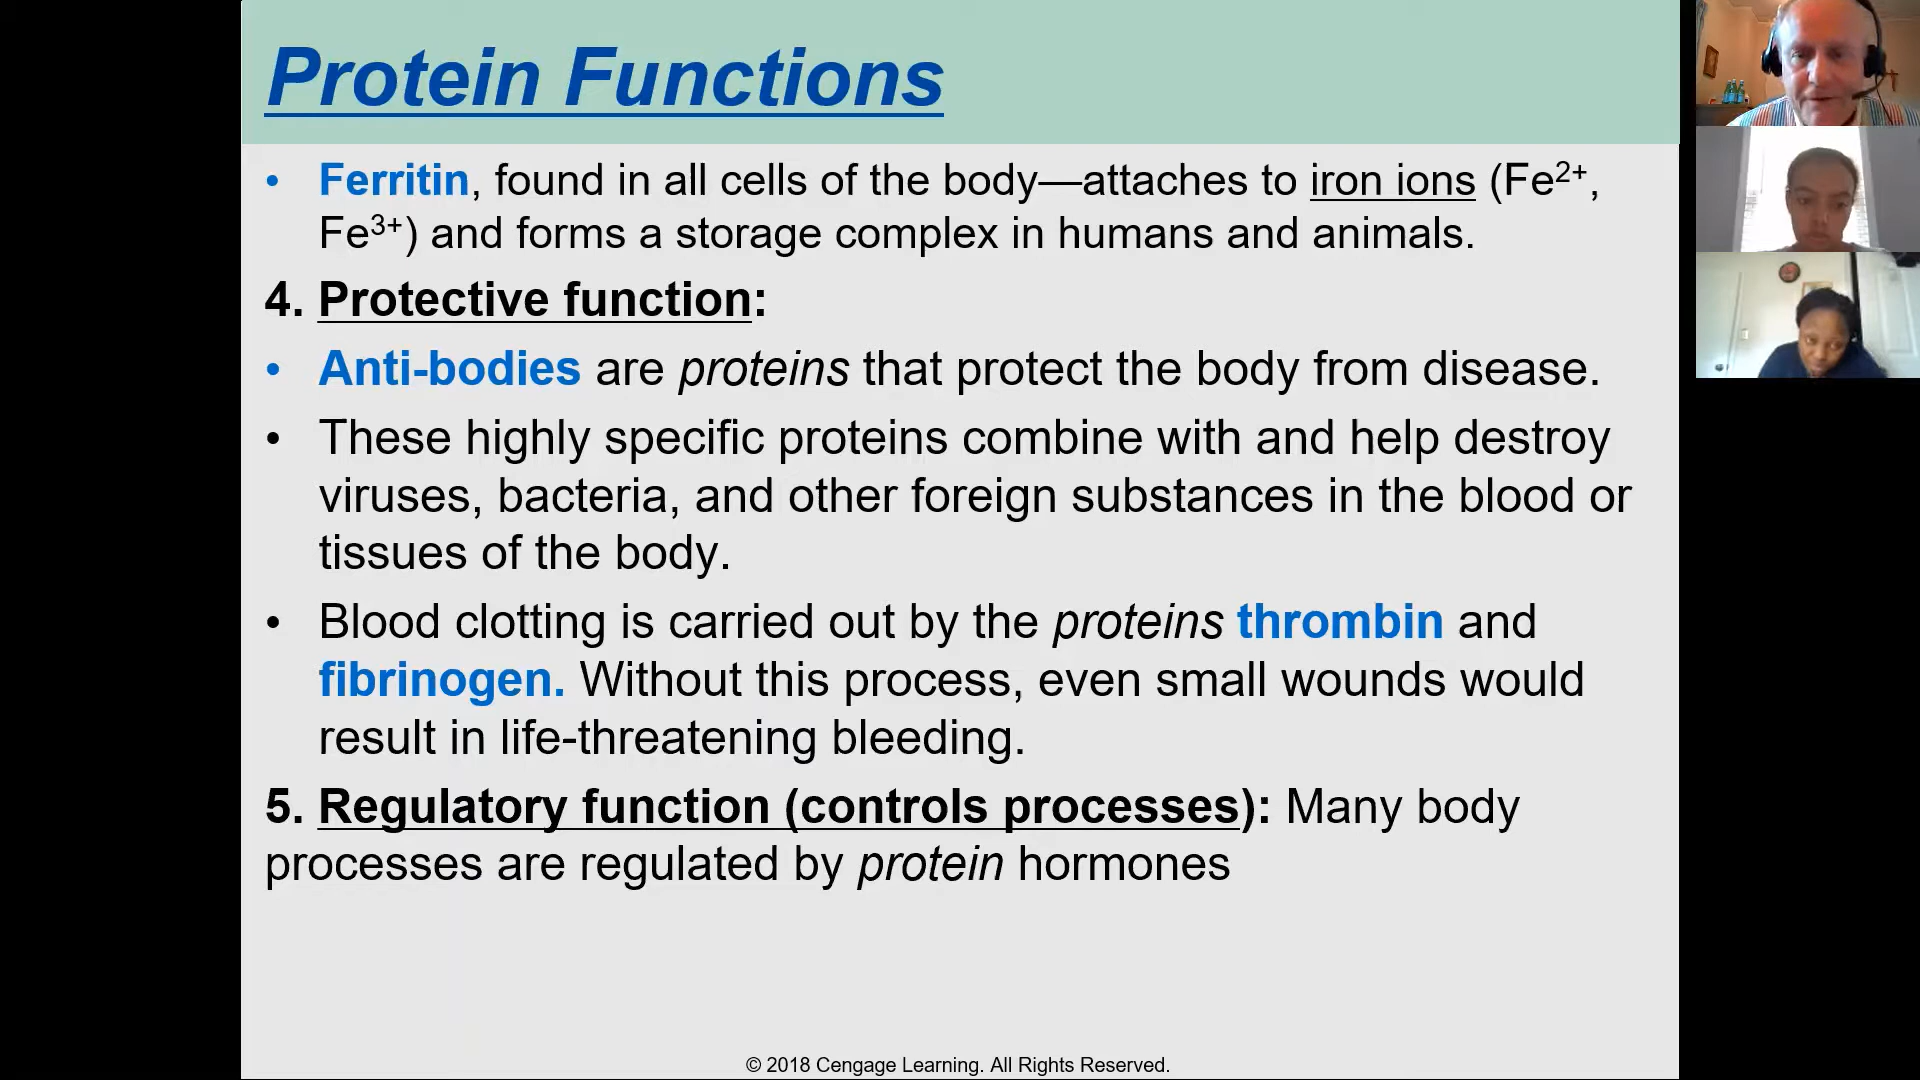 Protein Functions
• Ferritin, found in all cells of the body—attaches to iron ions (Fe²⁺,
Fe³⁺) and forms a storage complex in humans and animals.
4. Protective function:
• Anti-bodies are proteins that protect the body from disease.
• These highly specific proteins combine with and help destroy
viruses, bacteria, and other foreign substances in the blood or
tissues of the body.
• Blood clotting is carried out by the proteins thrombin and
fibrinogen. Without this process, even small wounds would
result in life-threatening bleeding.
5. Regulatory function (controls processes): Many body
processes are regulated by protein hormones
© 2018 Cengage Learning. All Rights Reserved.